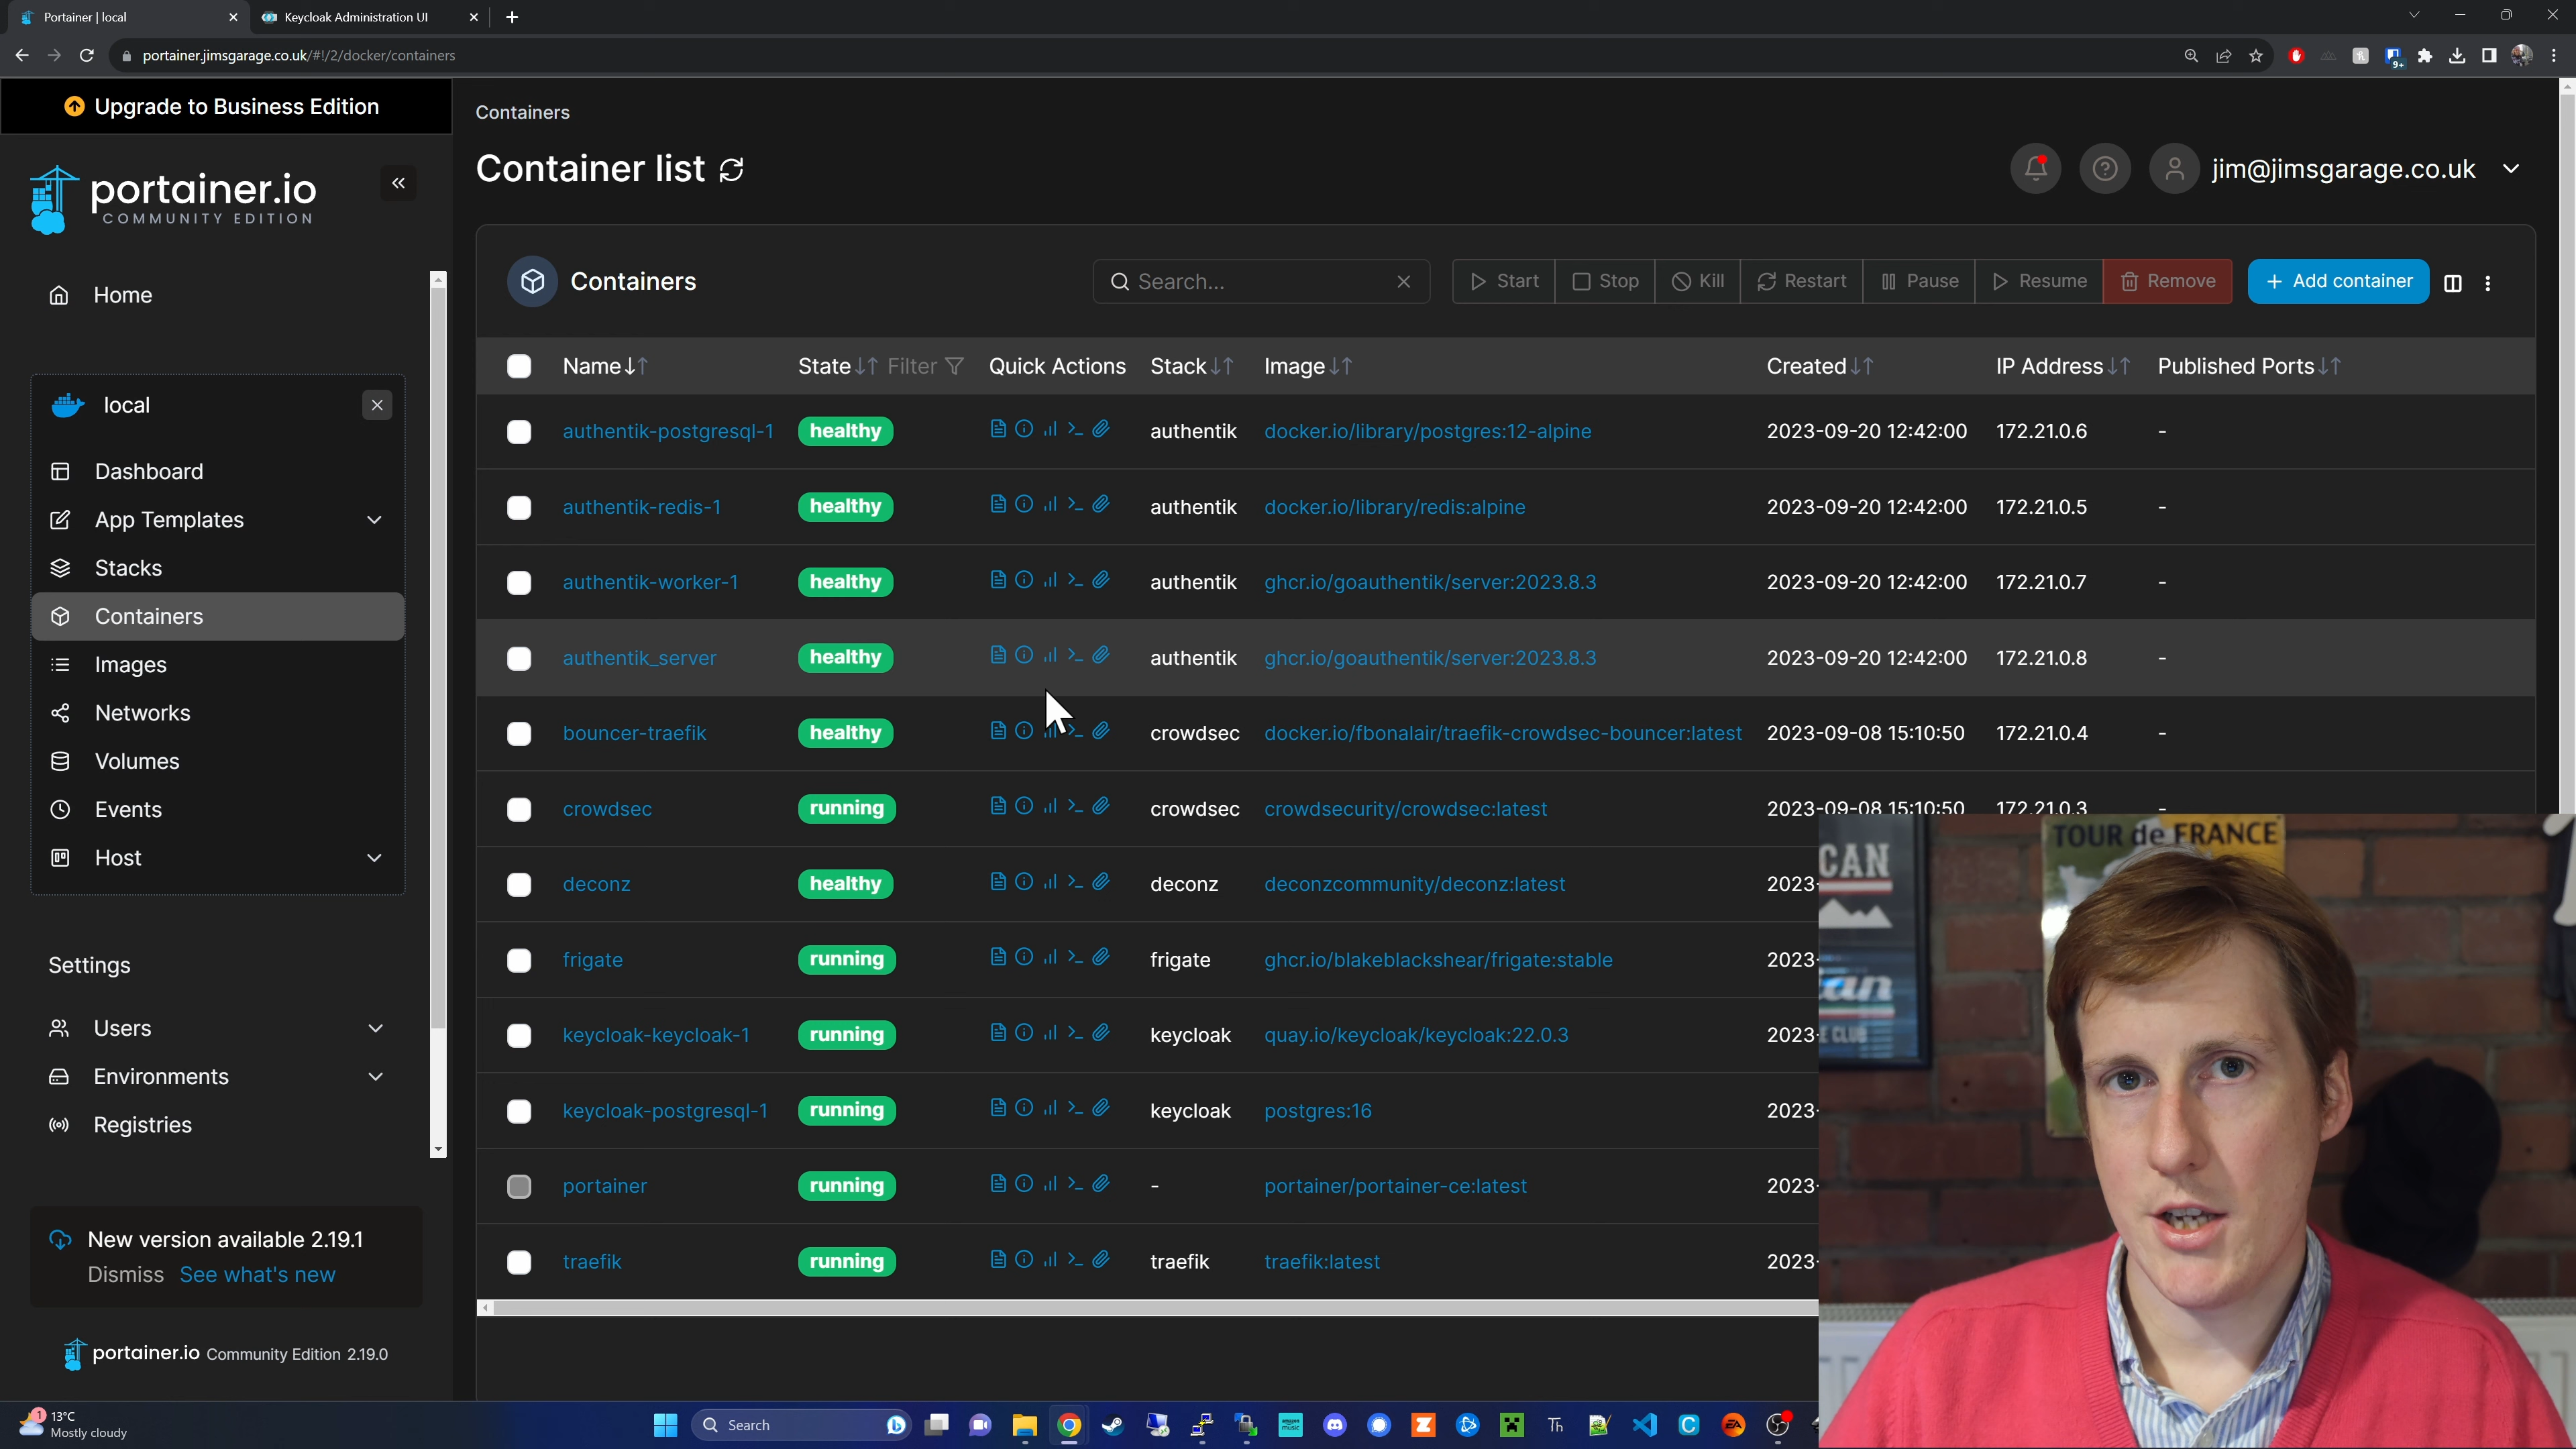 Portainer | local
Keycloak Administration UI
portainer.jimsgarage.co.uk/#!/2/docker/containers
9+
Upgrade to Business Edition
portainer.io
COMMUNITY EDITION
Home
local
Dashboard
App Templates
Stacks
Containers
Images
Networks
Volumes
Events
Host
Settings
Users
Environments
Registries
New version available 2.19.1
Dismiss See what's new
portainer.io Community Edition 2.19.0
Containers
Container list
jim@jimsgarage.co.uk
Containers
Search...
Start Stop Kill Restart Pause Resume Remove
Add container
Name State Filter Quick Actions Stack Image Created IP Address Published Ports
authentik-postgresql-1 healthy authentik docker.io/library/postgres:12-alpine 2023-09-20 12:42:00 172.21.0.6 -
authentik-redis-1 healthy authentik docker.io/library/redis:alpine 2023-09-20 12:42:00 172.21.0.5 -
authentik-worker-1 healthy authentik ghcr.io/goauthentik/server:2023.8.3 2023-09-20 12:42:00 172.21.0.7 -
authentik_server healthy authentik ghcr.io/goauthentik/server:2023.8.3 2023-09-20 12:42:00 172.21.0.8 -
bouncer-traefik healthy crowdsec docker.io/fbonalair/traefik-crowdsec-bouncer:latest 2023-09-08 15:10:50 172.21.0.4 -
crowdsec running crowdsec crowdsecurity/crowdsec:latest 2023-09-08 15:10:50 172.21.0.3 -
deconz healthy deconz deconzcommunity/deconz:latest 2023-
frigate running frigate ghcr.io/blakeblackshear/frigate:stable 2023-
keycloak-keycloak-1 running keycloak quay.io/keycloak/keycloak:22.0.3 2023-
keycloak-postgresql-1 running keycloak postgres:16 2023-
portainer running - portainer/portainer-ce:latest 2023-
traefik running traefik traefik:latest 2023-
TOUR de FRANCE
CAN
an
E CLUB
1
13°C
Mostly cloudy
Search
amazon music
Th
C
EA